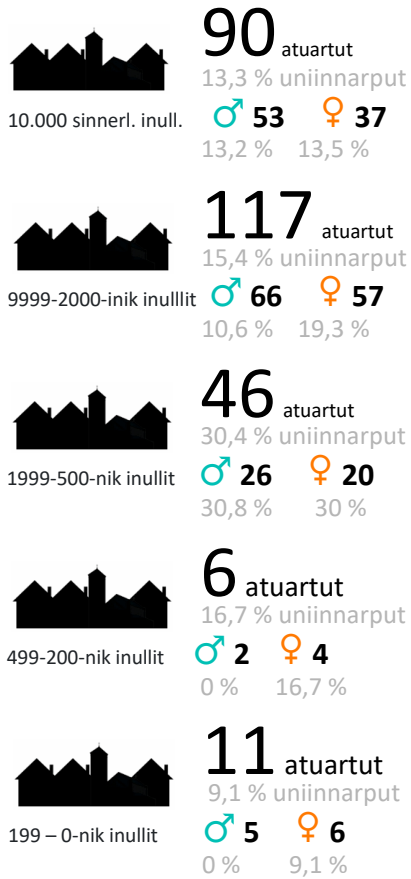 90 atuartut
13,3 % uniinnarput
10.000 sinnerl. inull.
♂ 53 ♀ 37
13,2 % 13,5 %
117 atuartut
15,4 % uniinnarput
9999-2000-inik inulllit
♂ 66 ♀ 57
10,6 % 19,3 %
46 atuartut
30,4 % uniinnarput
1999-500-nik inullit
♂ 26 ♀ 20
30,8 % 30 %
6 atuartut
16,7 % uniinnarput
499-200-nik inullit
♂ 2 ♀ 4
0 % 16,7 %
11 atuartut
9,1 % uniinnarput
199 – 0-nik inullit
♂ 5 ♀ 6
0 % 9,1 %